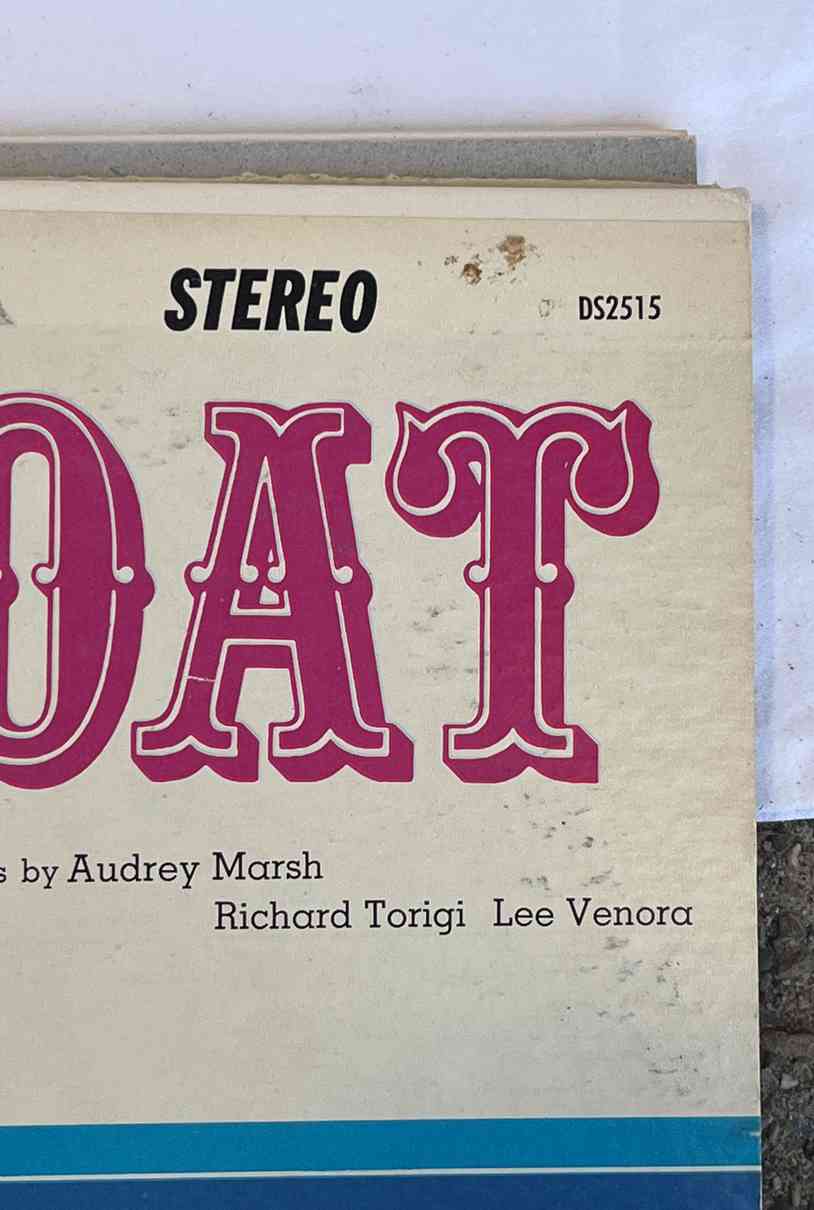 STEREO DS2515
OAT
s by Audrey Marsh
Richard Torigi Lee Venora